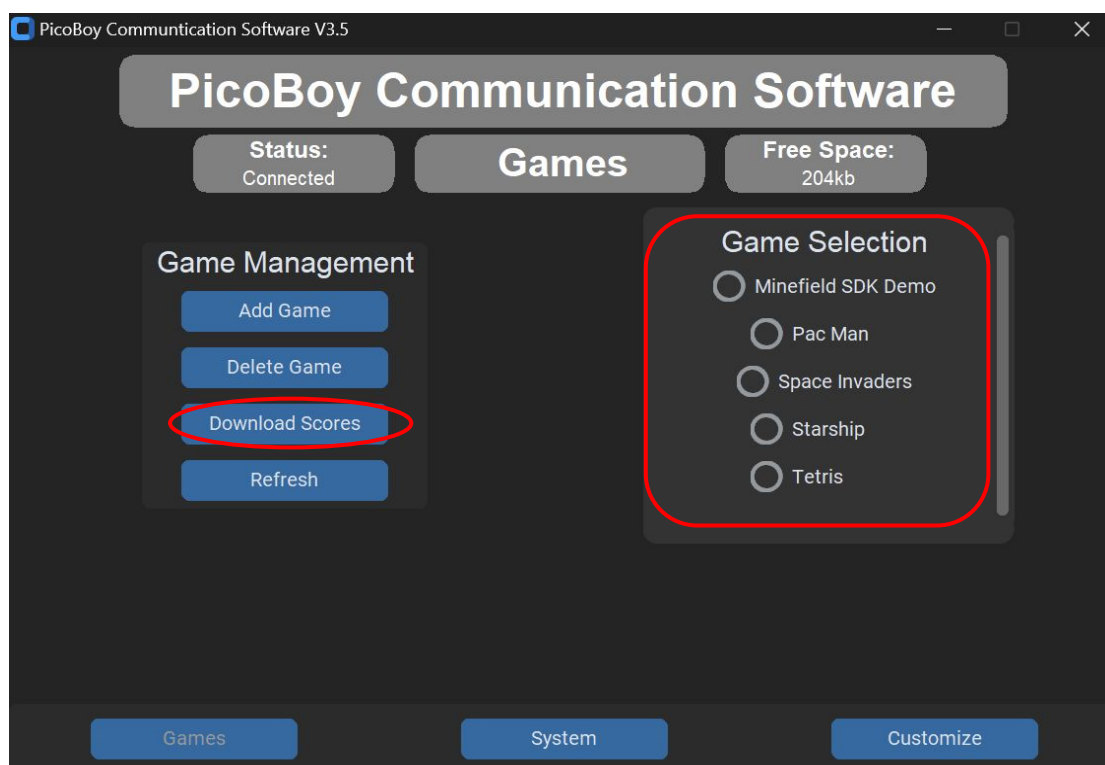 PicoBoy Communtication Software V3.5
PicoBoy Communication Software
Status:
Connected
Games
Free Space:
204kb
Game Management
Add Game
Delete Game
Download Scores
Refresh
Game Selection
Minefield SDK Demo
Pac Man
Space Invaders
Starship
Tetris
Games
System
Customize